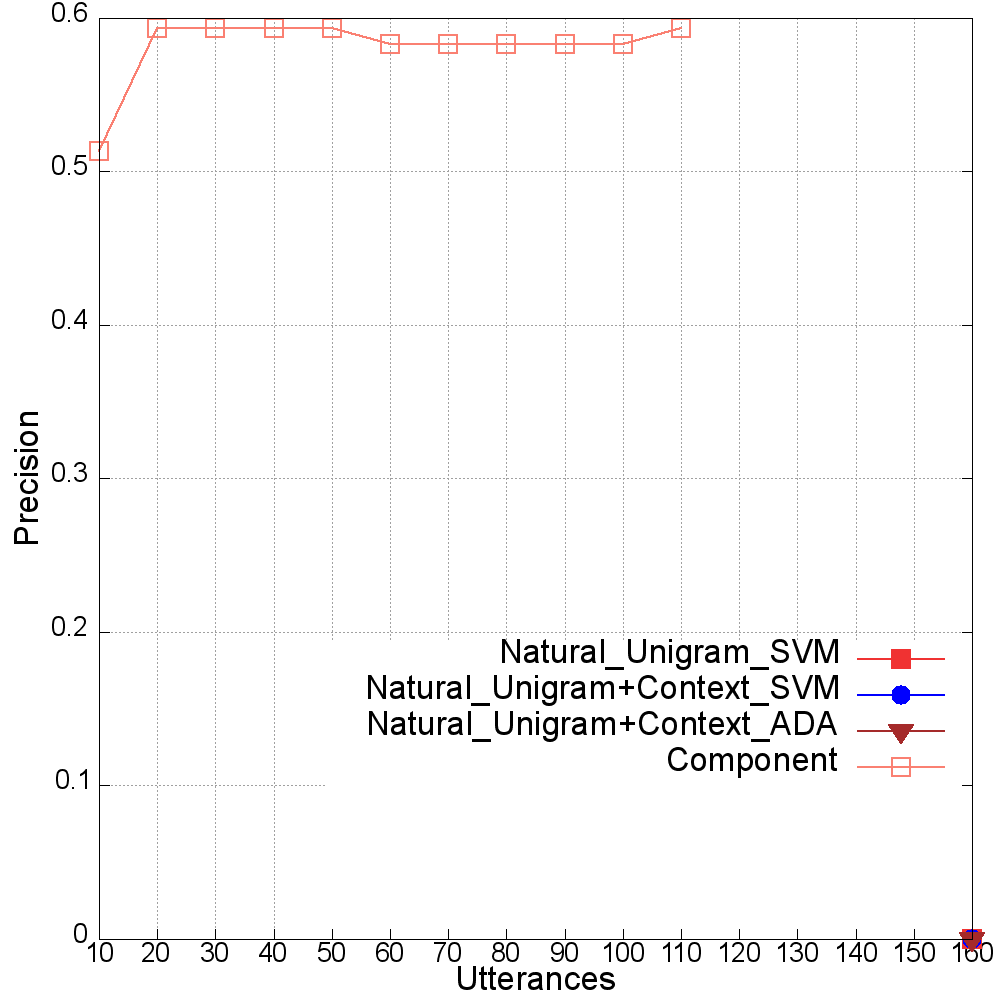 0.6
0.5
0.4
0.3
0.2
0.1
0
Precision
Natural_Unigram_SVM
Natural_Unigram+Context_SVM
Natural_Unigram+Context_ADA
Component
10 20 30 40 50 60 70 80 90 100 110 120 130 140 150 160
Utterances